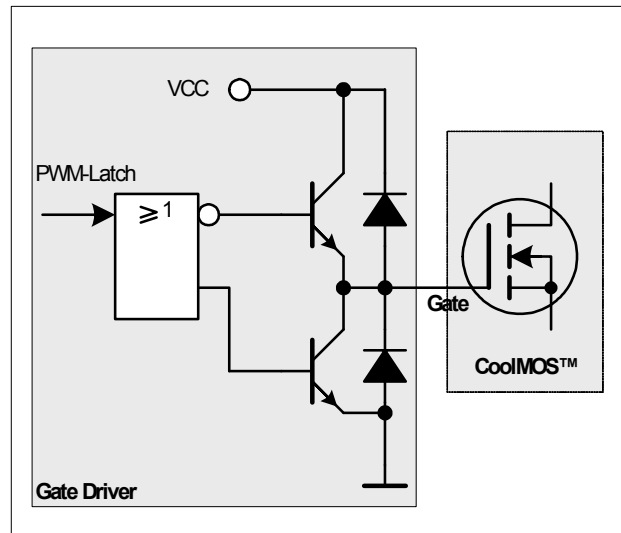 VCC
PWM-Latch
≥1
Gate
CoolMOS™
Gate Driver